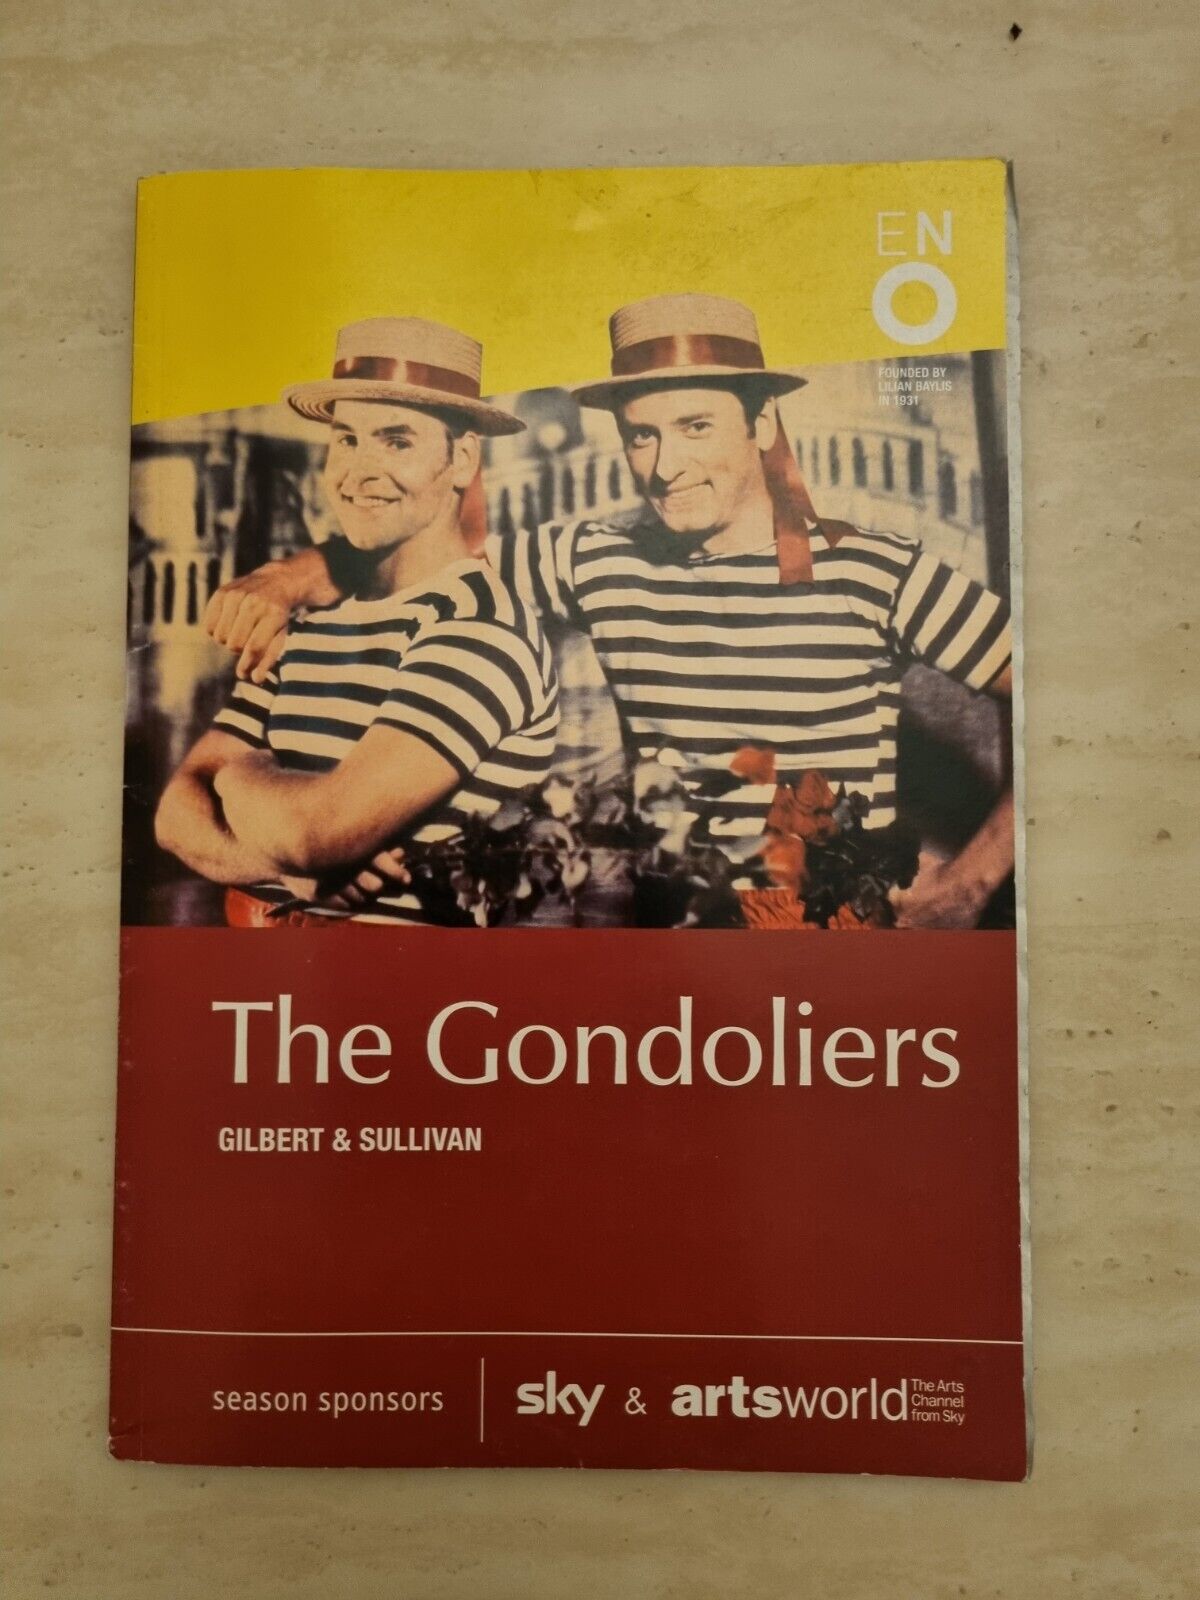 EN
O
FOUNDED BY
LILIAN BAYLIS
IN 1931
The Gondoliers
GILBERT & SULLIVAN
season sponsors
sky & artsworld
The Arts
Channel
from Sky